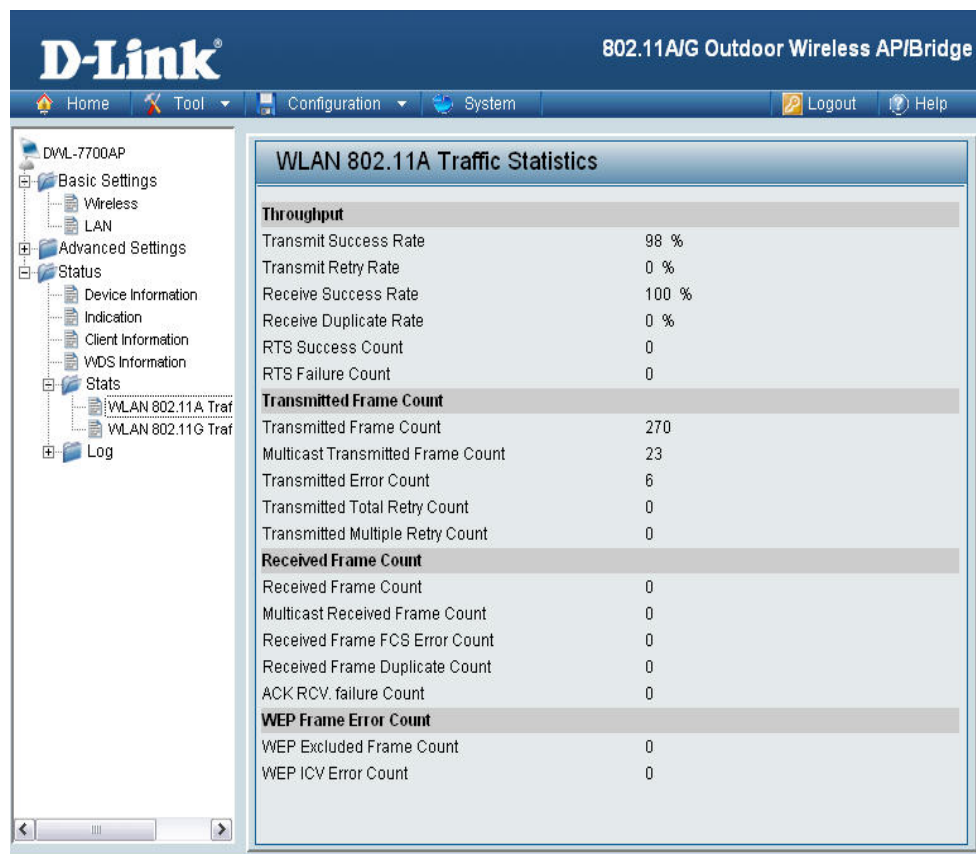 D-Link®
802.11A/G Outdoor Wireless AP/Bridge
Home Tool Configuration System Logout Help
DWL-7700AP
Basic Settings
Wireless
LAN
Advanced Settings
Status
Device Information
Indication
Client Information
WDS Information
Stats
WLAN 802.11A Traf
WLAN 802.11G Traf
Log
WLAN 802.11A Traffic Statistics
Throughput
Transmit Success Rate 98 %
Transmit Retry Rate 0 %
Receive Success Rate 100 %
Receive Duplicate Rate 0 %
RTS Success Count 0
RTS Failure Count 0
Transmitted Frame Count
Transmitted Frame Count 270
Multicast Transmitted Frame Count 23
Transmitted Error Count 6
Transmitted Total Retry Count 0
Transmitted Multiple Retry Count 0
Received Frame Count
Received Frame Count 0
Multicast Received Frame Count 0
Received Frame FCS Error Count 0
Received Frame Duplicate Count 0
ACK RCV. failure Count 0
WEP Frame Error Count
WEP Excluded Frame Count 0
WEP ICV Error Count 0